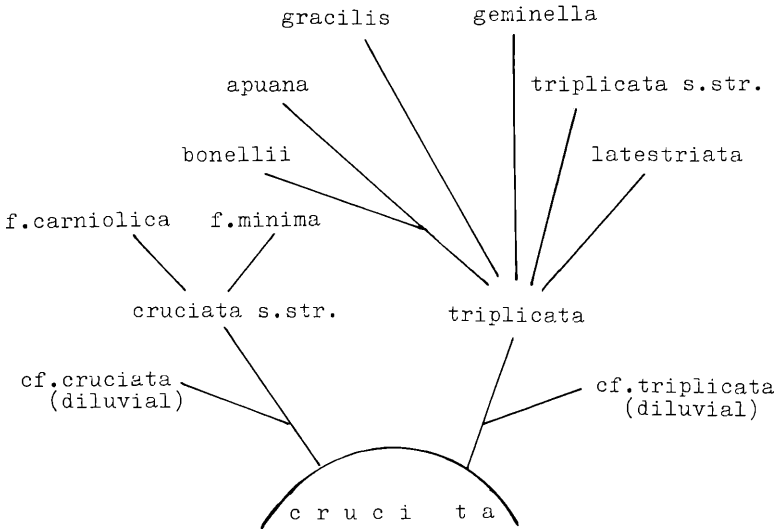 gracilis
geminella
apuana
triplicata s.str.
bonellii
latestriata
f.carniolica
f.minima
cruciata s.str.
triplicata
cf.cruciata
(diluvial)
cf.triplicata
(diluvial)
c r u c i  t a